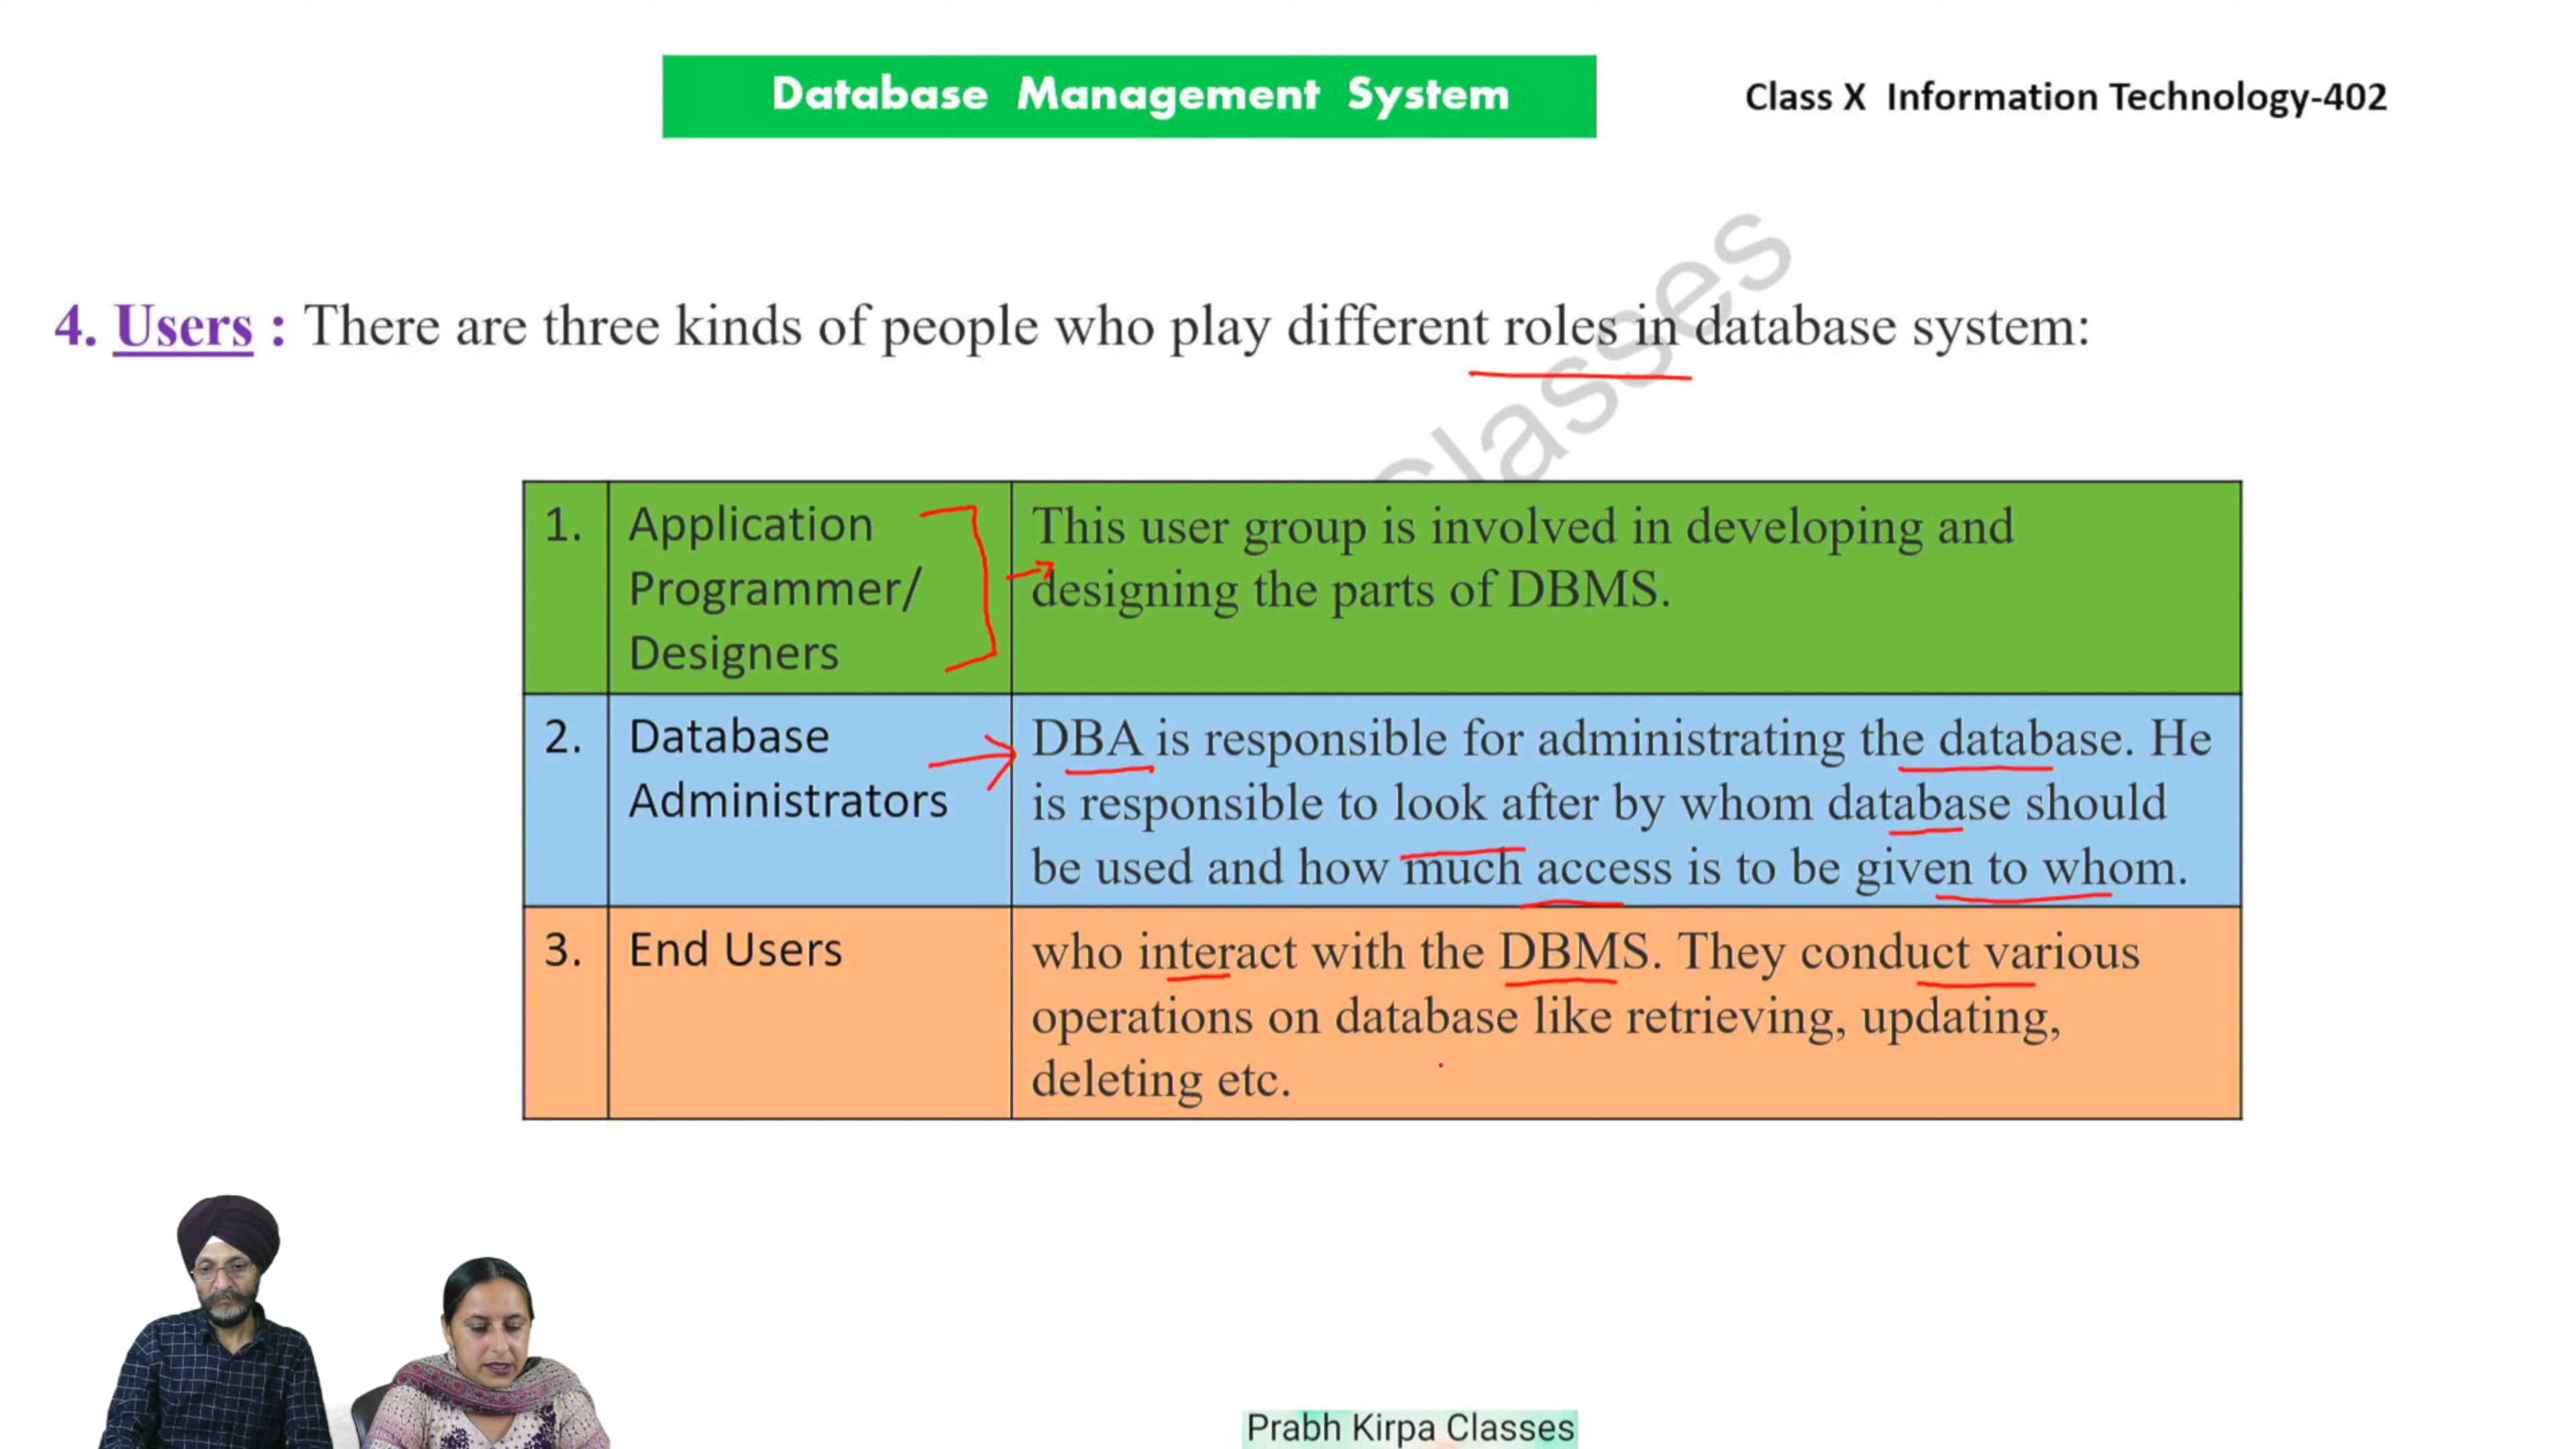 Database Management System
Class X Information Technology-402
4. Users : There are three kinds of people who play different roles in database system:
Classes
1. Application
Programmer/
Designers
This user group is involved in developing and
designing the parts of DBMS.
2. Database
Administrators
DBA is responsible for administrating the database. He
is responsible to look after by whom database should
be used and how much access is to be given to whom.
3. End Users
who interact with the DBMS. They conduct various
operations on database like retrieving, updating,
deleting etc.
Prabh Kirpa Classes